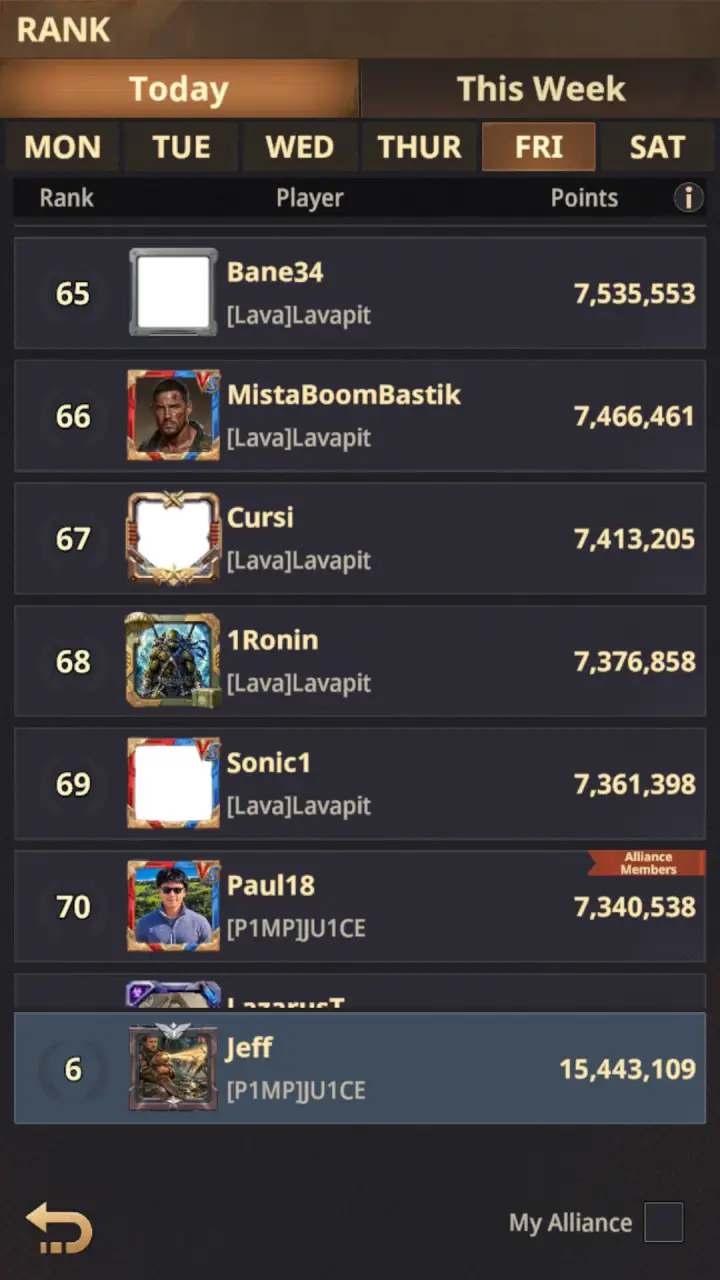 RANK
Today
This Week
MON TUE WED THUR FRI SAT
Rank Player Points
65 Bane34 7,535,553
[Lava]Lavapit
66 MistaBoomBastik 7,466,461
[Lava]Lavapit
67 Cursi 7,413,205
[Lava]Lavapit
68 1Ronin 7,376,858
[Lava]Lavapit
69 Sonic1 7,361,398
[Lava]Lavapit
Alliance
Members
70 Paul18 7,340,538
[P1MP]JU1CE
LazarusT
6 Jeff 15,443,109
[P1MP]JU1CE
My Alliance